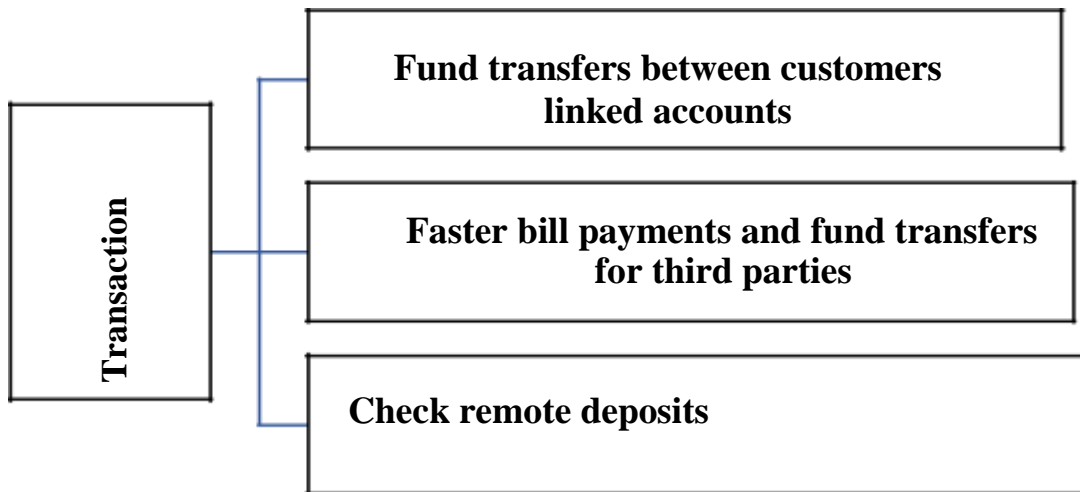 Transaction
Fund transfers between customers
linked accounts
Faster bill payments and fund transfers
for third parties
Check remote deposits